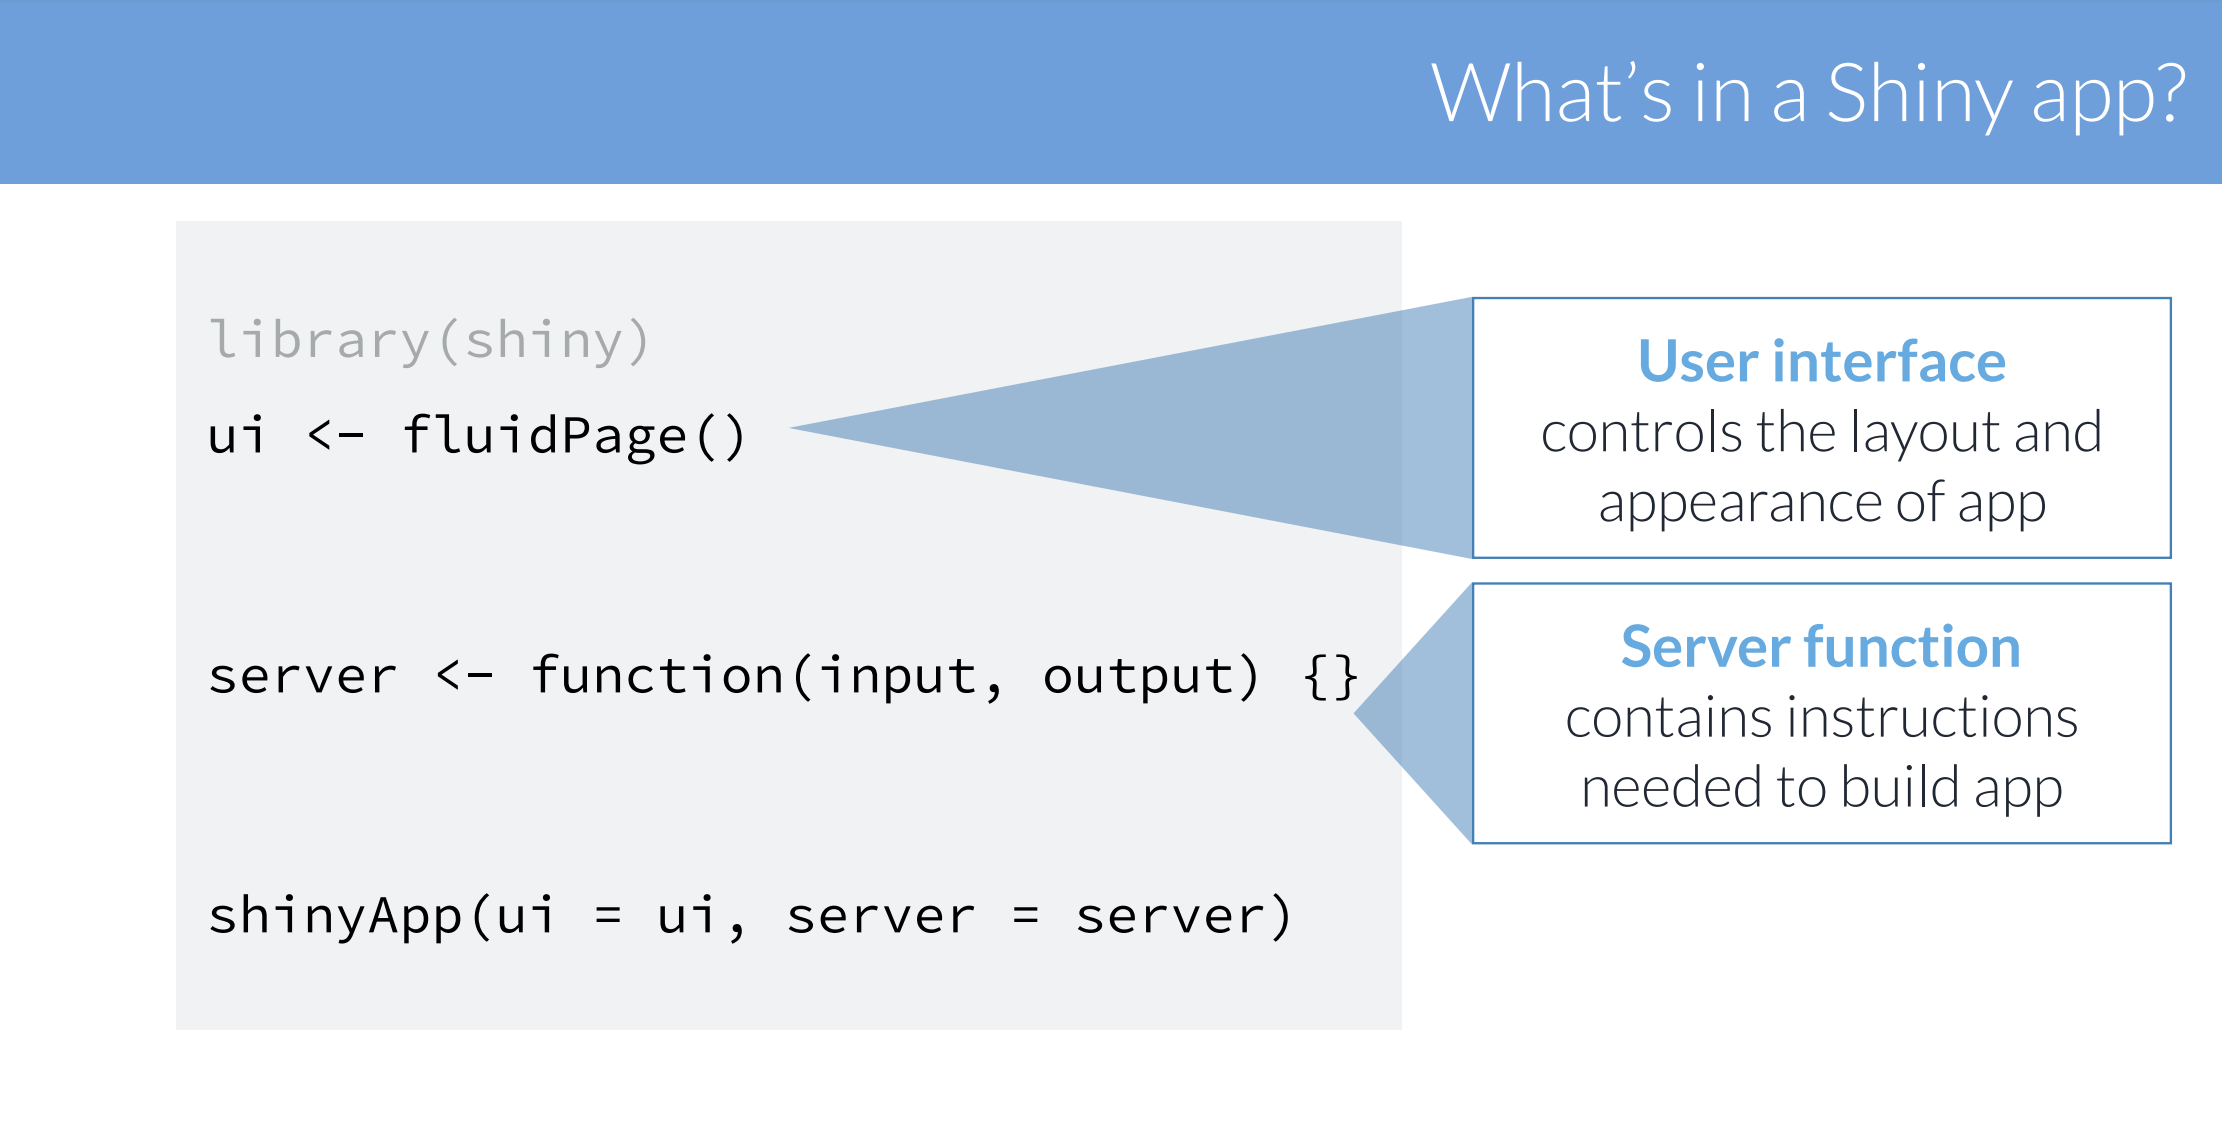 What’s in a Shiny app?
library(shiny)
ui <- fluidPage()
server <- function(input, output) {}
shinyApp(ui = ui, server = server)
User interface
controls the layout and
appearance of app
Server function
contains instructions
needed to build app